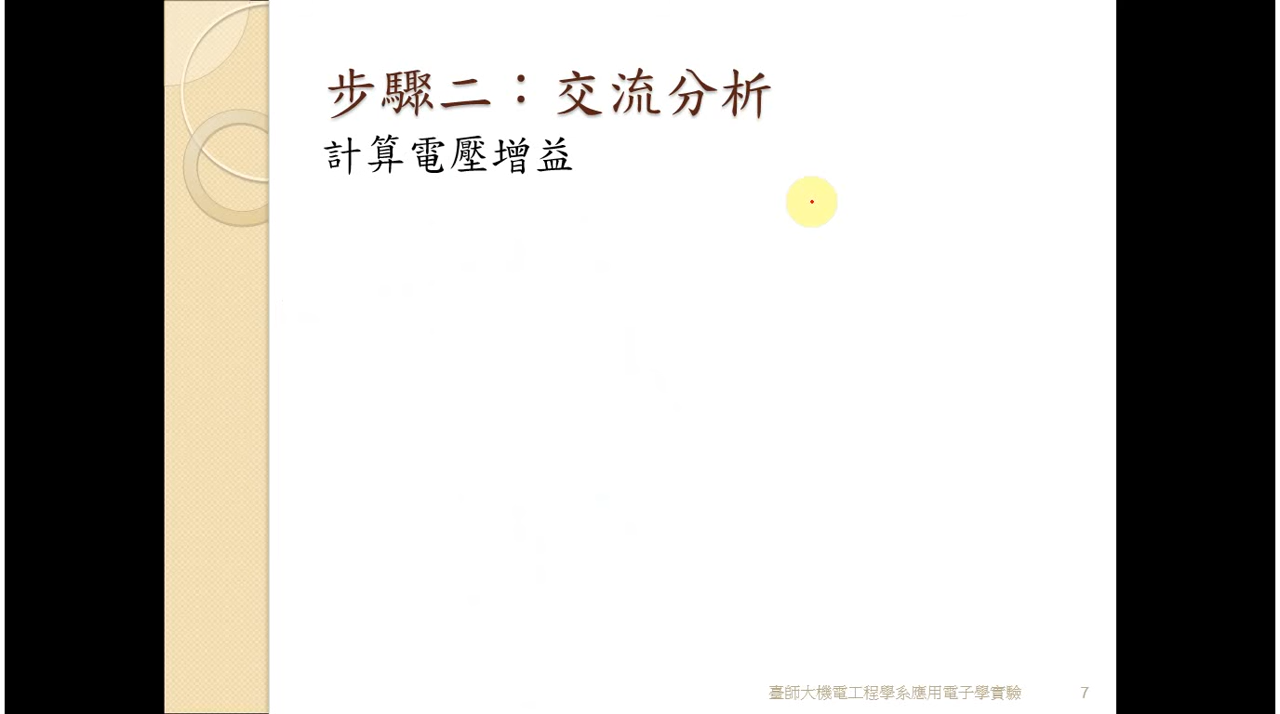 步驟二：交流分析
計算電壓增益
臺師大機電工程學系應用電子學實驗
7